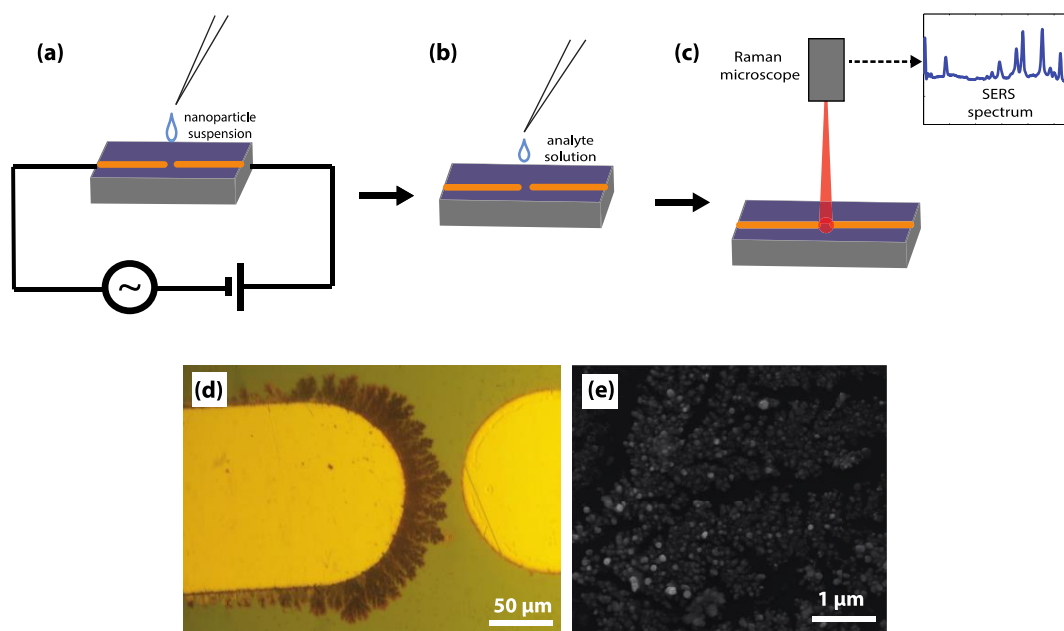 (a)
nanoparticle
suspension
~
(b)
analyte
solution
(c)
Raman
microscope
SERS
spectrum
(d)
50 μm
(e)
1 μm